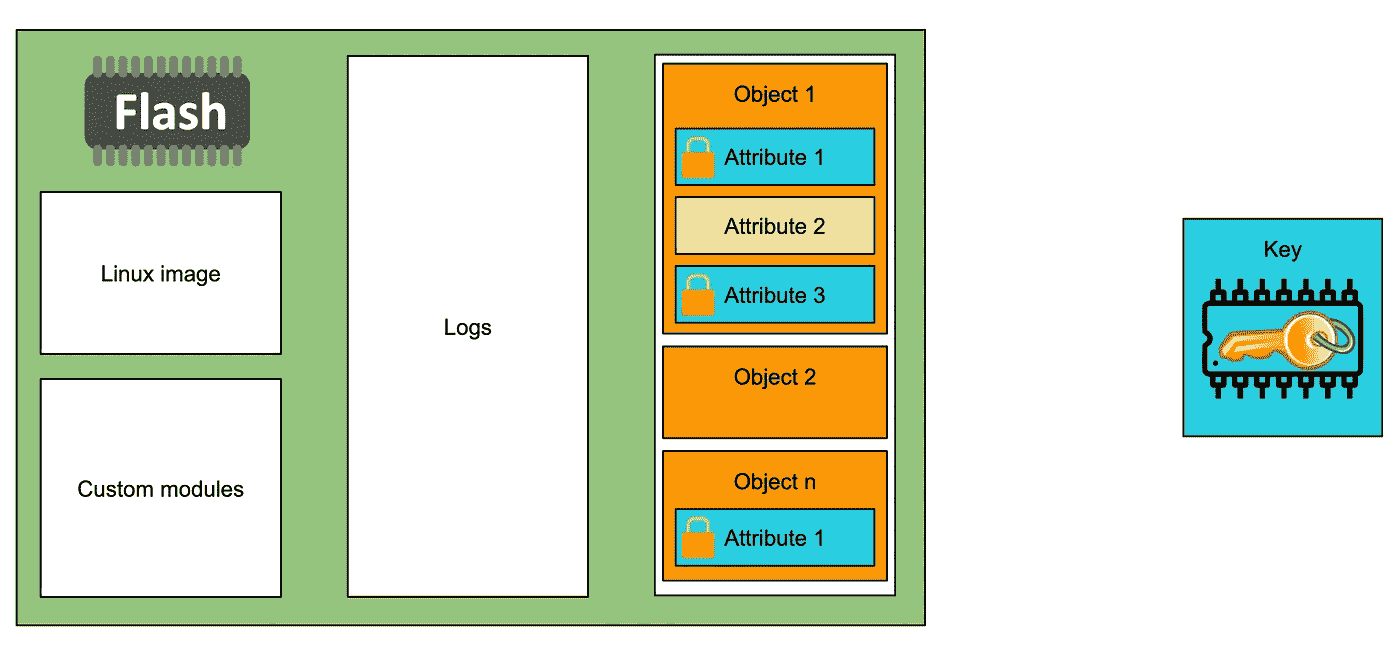 Flash
Linux image
Custom modules
Logs
Object 1
Attribute 1
Attribute 2
Attribute 3
Object 2
Object n
Attribute 1
Key